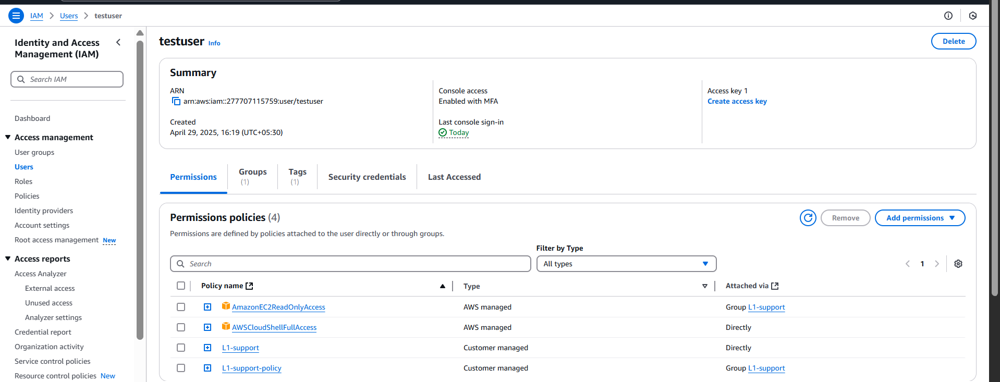 IAM > Users > testuser
Identity and Access
Management (IAM)
Search IAM
Dashboard
Access management
User groups
Users
Roles
Policies
Identity providers
Account settings
Root access management New
Access reports
Access Analyzer
External access
Unused access
Analyzer settings
Credential report
Organization activity
Service control policies
Resource control policies New
testuser Info
Delete
Summary
ARN
arn:aws:iam::277707115759:user/testuser
Created
April 29, 2025, 16:19 (UTC+05:30)
Console access
Enabled with MFA
Last console sign-in
Today
Access key 1
Create access key
Permissions
Groups
(1)
Tags
(1)
Security credentials
Last Accessed
Permissions policies (4)
Remove
Add permissions
Permissions are defined by policies attached to the user directly or through groups.
Filter by Type
Search
All types
1
Policy name Type Attached via
AmazonEC2ReadOnlyAccess AWS managed Group L1-support
AWSCloudShellFullAccess AWS managed Directly
L1-support Customer managed Directly
L1-support-policy Customer managed Group L1-support